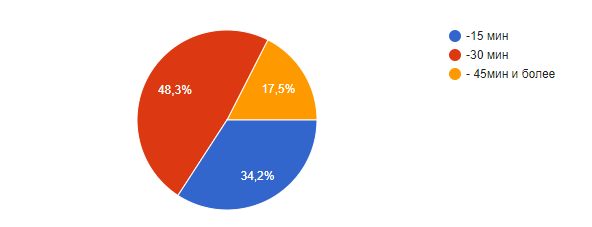 -15 мин
-30 мин
- 45мин и более
48,3%
17,5%
34,2%